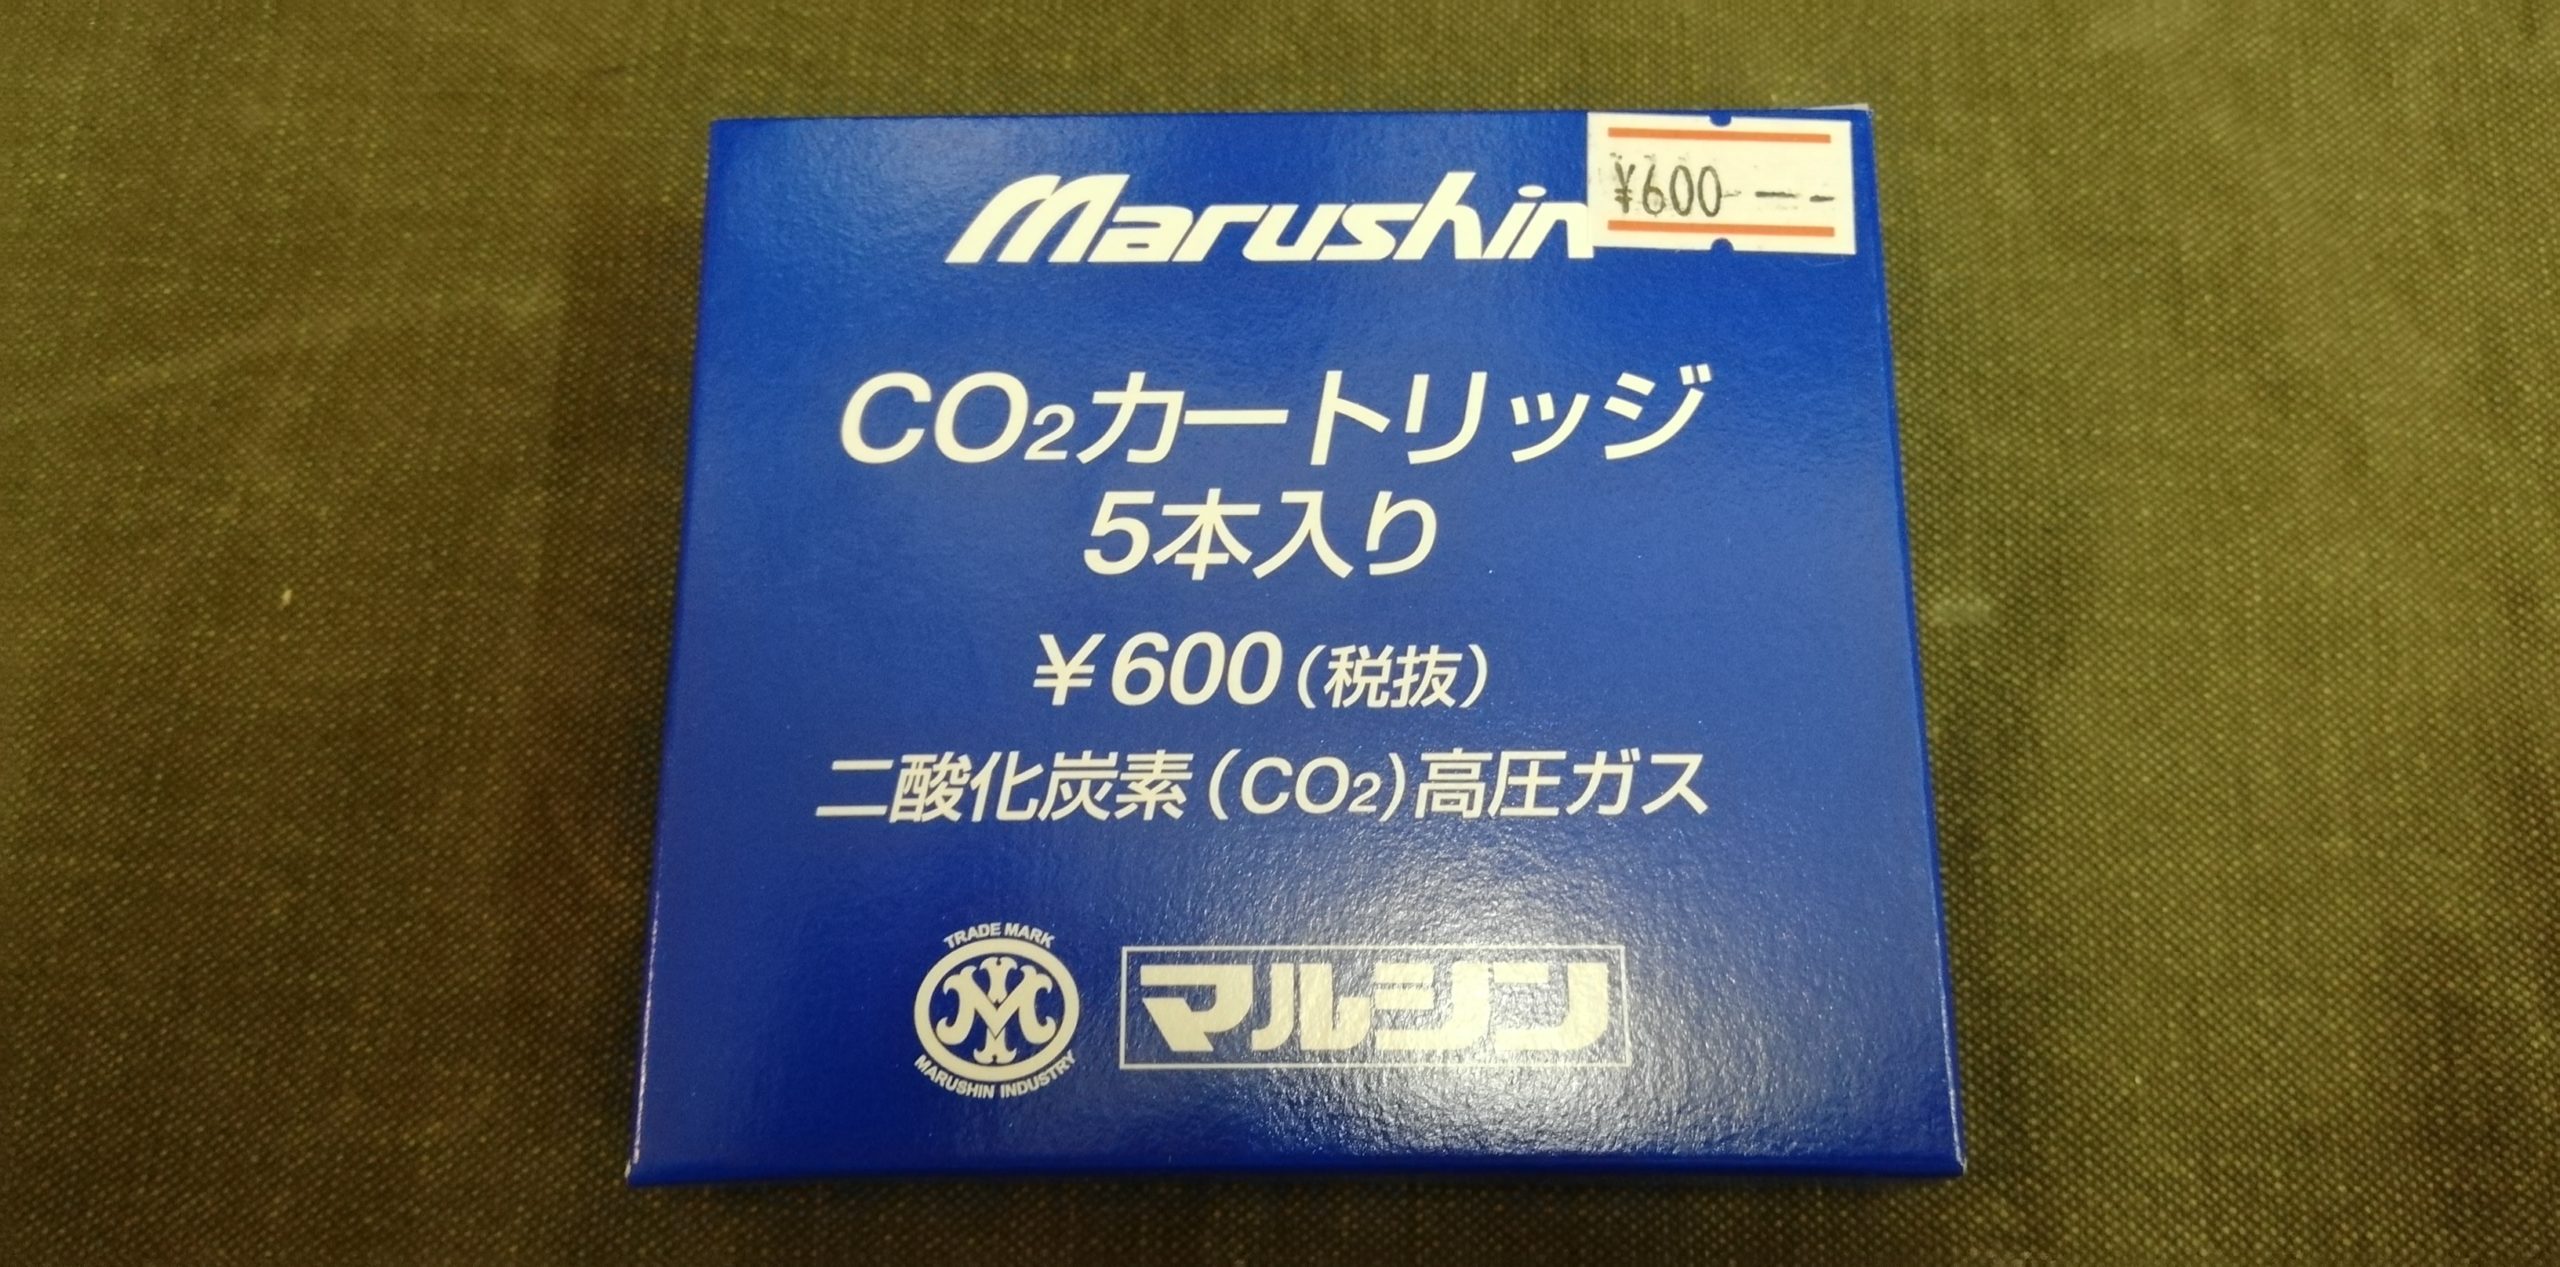 Marushin
¥600--
CO₂カートリッジ
5本入り
¥600(税抜)
二酸化炭素(CO₂)高圧ガス
TRADE MARK
M
MARUSHIN INDUSTRY
マルシン